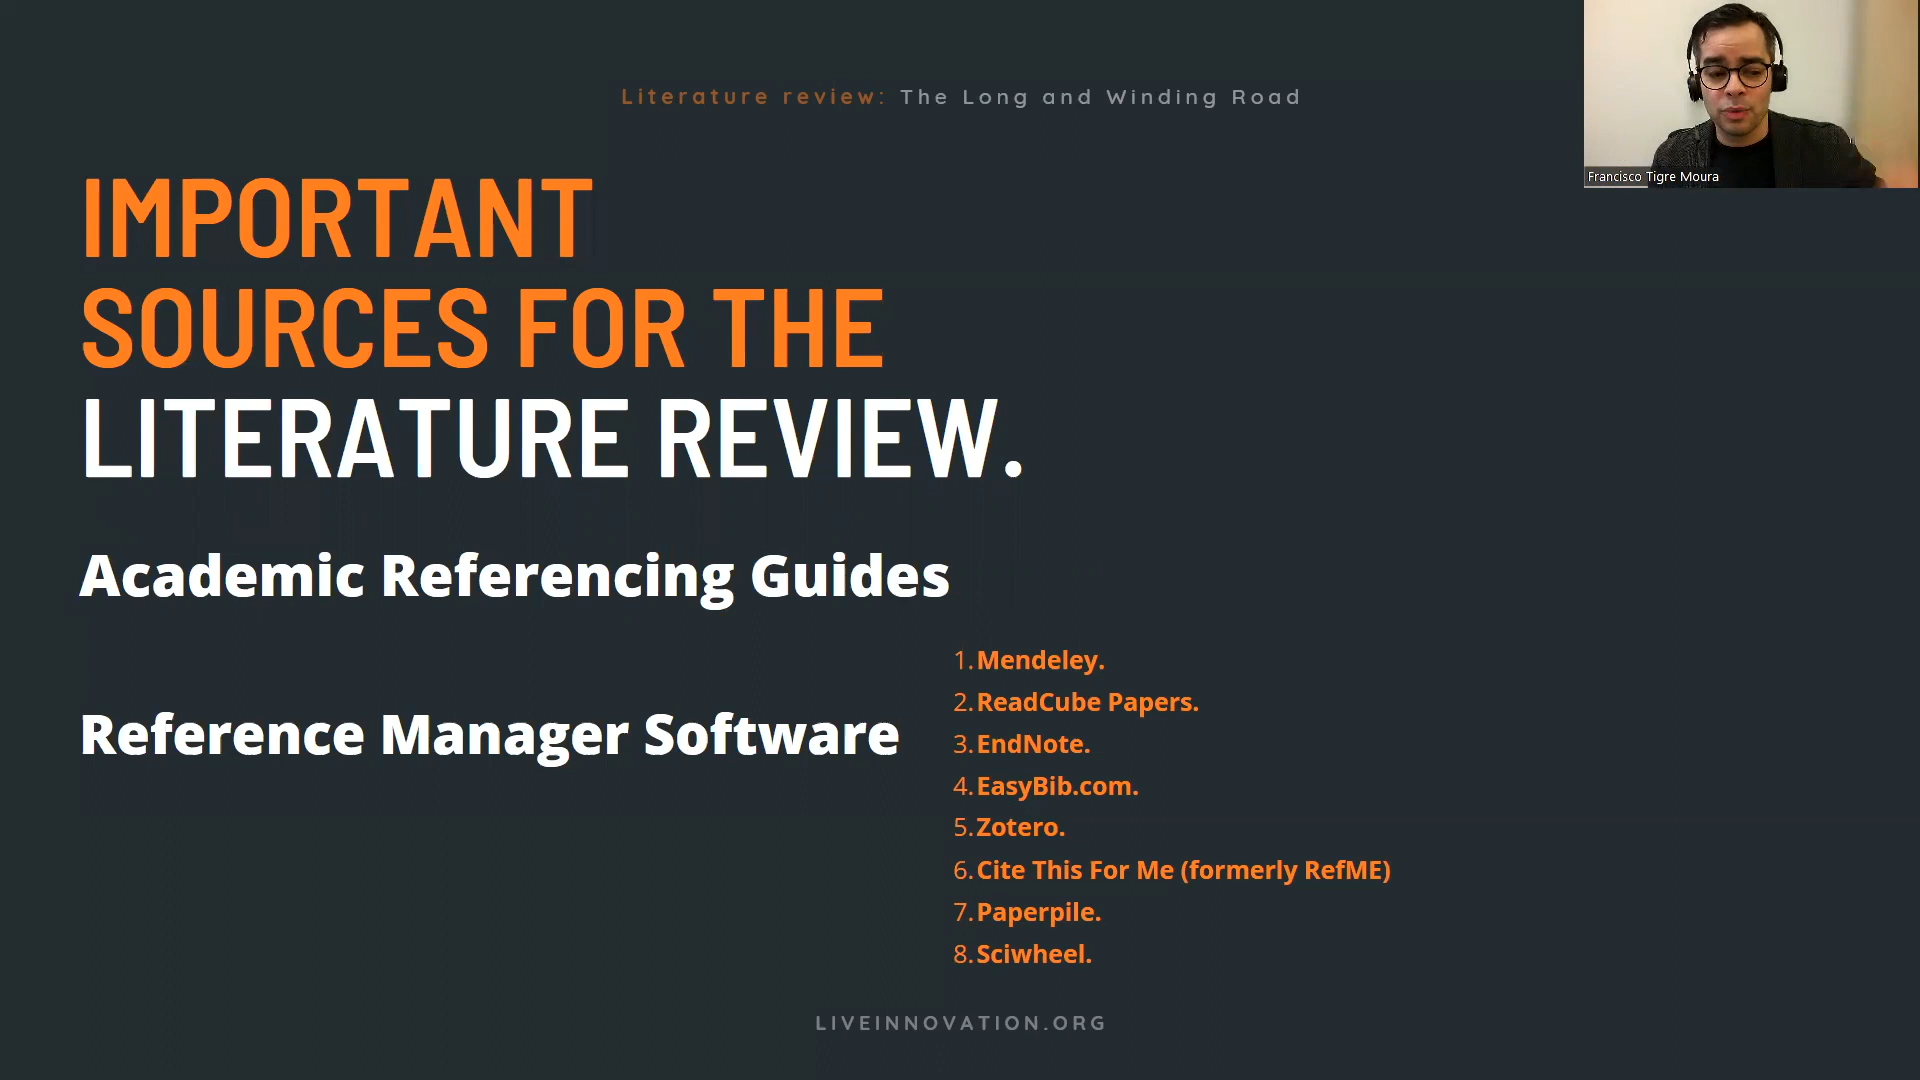 Literature review: The Long and Winding Road
Francisco Tigre Moura
IMPORTANT
SOURCES FOR THE
LITERATURE REVIEW.
Academic Referencing Guides
Reference Manager Software
1. Mendeley.
2. ReadCube Papers.
3. EndNote.
4. EasyBib.com.
5. Zotero.
6. Cite This For Me (formerly RefME)
7. Paperpile.
8. Sciwheel.
LIVEINNOVATION.ORG